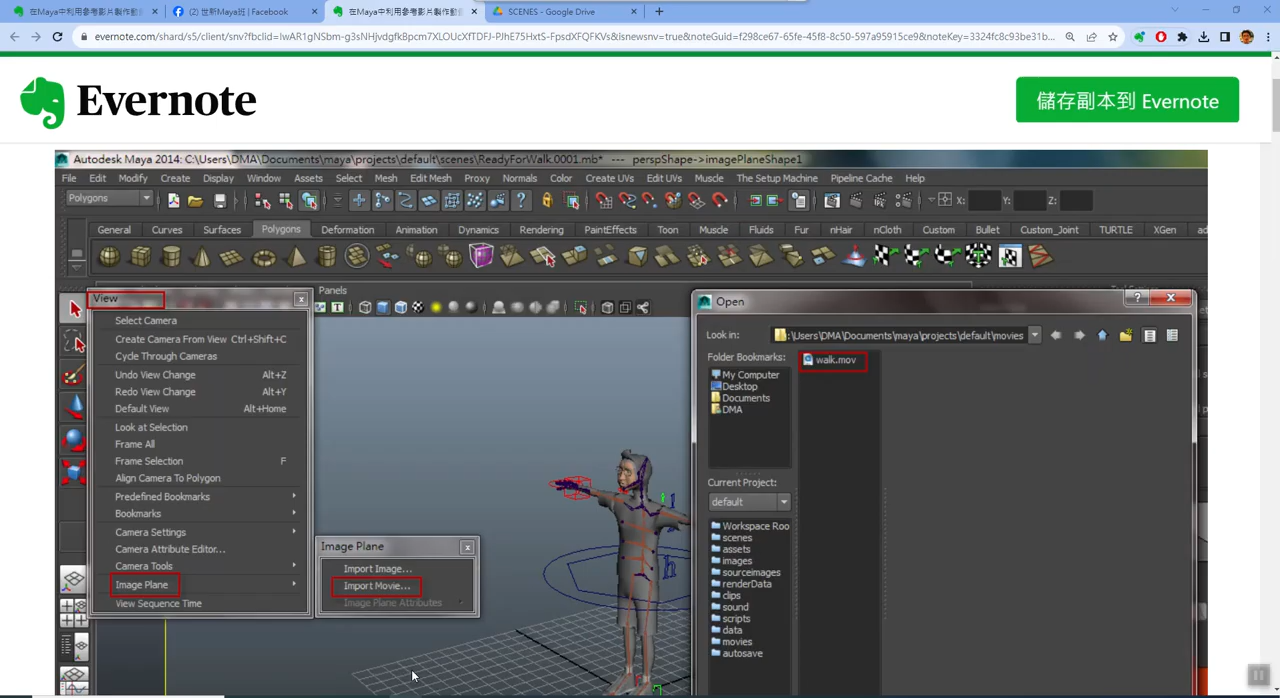 在Maya中利用參考影片製作動
(2) 世新Maya班 | Facebook
在Maya中利用參考影片製作動
SCENES - Google Drive
evernote.com/shard/s5/client/snv?fbclid=IwAR1gNSbm-g3sNHjvdgfkBpcm7XLOUcXfTDFJ-PJhE75HxtS-FpsdXFQFKVs&isnewsnv=true&noteGuid=f298ce67-65fe-45f8-8c50-597a95915ce9&noteKey=3324fc8c93be31b...
Evernote
儲存副本到 Evernote
Autodesk Maya 2014: C:\Users\DMA\Documents\maya\projects\default\scenes\ReadyForWalk.0001.mb* --- perspShape->imagePlaneShape1
File Edit Modify Create Display Window Assets Select Mesh Edit Mesh Proxy Normals Color Create UVs Edit UVs Muscle The Setup Machine Pipeline Cache Help
Polygons
X: Y: Z:
General Curves Surfaces Polygons Deformation Animation Dynamics Rendering PaintEffects Toon Muscle Fluids Fur nHair nCloth Custom Bullet Custom_Joint TURTLE XGen
View
Panels
Select Camera
Create Camera From View Ctrl+Shift+C
Cycle Through Cameras
Undo View Change Alt+Z
Redo View Change Alt+Y
Default View Alt+Home
Look at Selection
Frame All
Frame Selection F
Align Camera To Polygon
Predefined Bookmarks
Bookmarks
Camera Settings
Camera Attribute Editor...
Camera Tools
Image Plane
View Sequence Time
Image Plane
Import Image...
Import Movie...
Image Plane Attributes
Open
Look in: :\Users\DMA\Documents\maya\projects\default\movies
Folder Bookmarks:
My Computer
Desktop
Documents
DMA
walk.mov
Current Project:
default
Workspace Roo
scenes
assets
images
sourceimages
renderData
clips
sound
scripts
data
movies
autosave
h